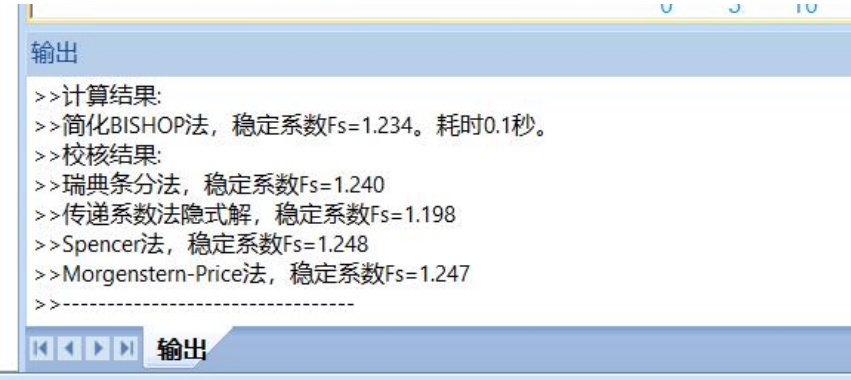 0 5 10
输出
>>计算结果:
>>简化BISHOP法，稳定系数Fs=1.234。耗时0.1秒。
>>校核结果:
>>瑞典条分法，稳定系数Fs=1.240
>>传递系数法隐式解，稳定系数Fs=1.198
>>Spencer法，稳定系数Fs=1.248
>>Morgenstern-Price法，稳定系数Fs=1.247
>>---------------------------------
输出